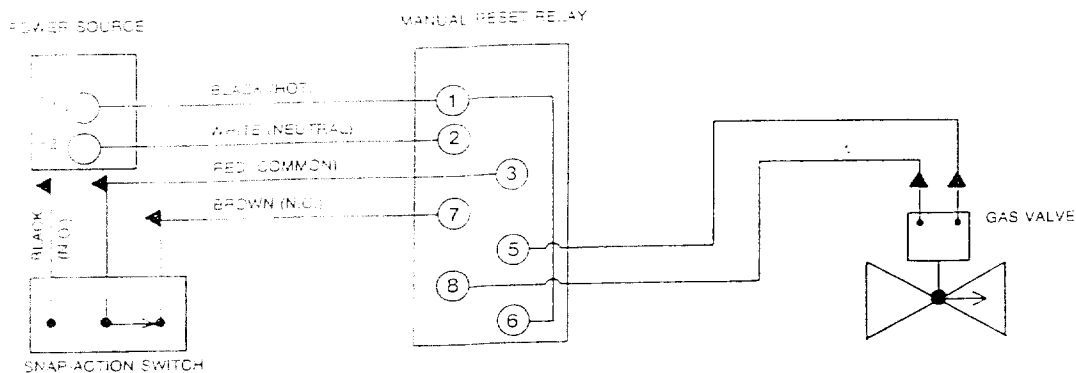 POWER SOURCE
MANUAL RESET RELAY
BLACK (HOT)
1
WHITE (NEUTRAL)
2
RED (COMMON)
3
BROWN (N.C.)
7
BLACK
(N.O.)
5
GAS VALVE
8
6
SNAP-ACTION SWITCH